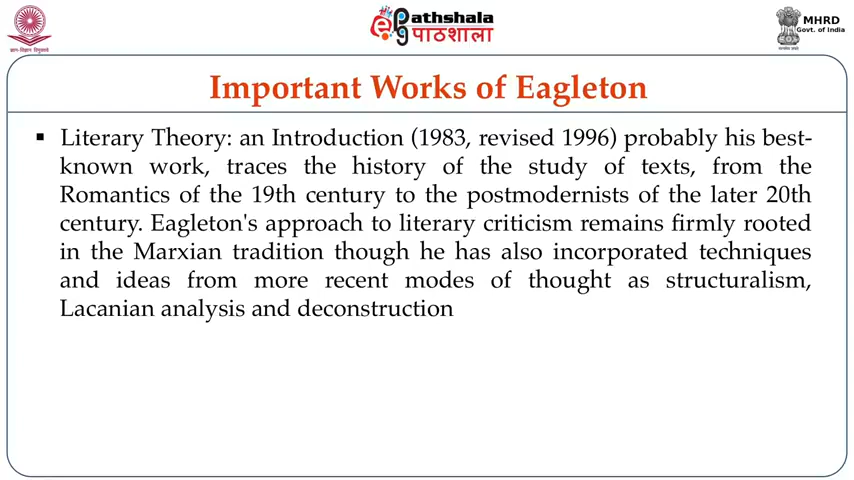 ज्ञान-विज्ञान विमुक्तये
ePathshala
पाठशाला
MHRD
Govt. of India
Important Works of Eagleton
▪ Literary Theory: an Introduction (1983, revised 1996) probably his best-
known work, traces the history of the study of texts, from the
Romantics of the 19th century to the postmodernists of the later 20th
century. Eagleton's approach to literary criticism remains firmly rooted
in the Marxian tradition though he has also incorporated techniques
and ideas from more recent modes of thought as structuralism,
Lacanian analysis and deconstruction